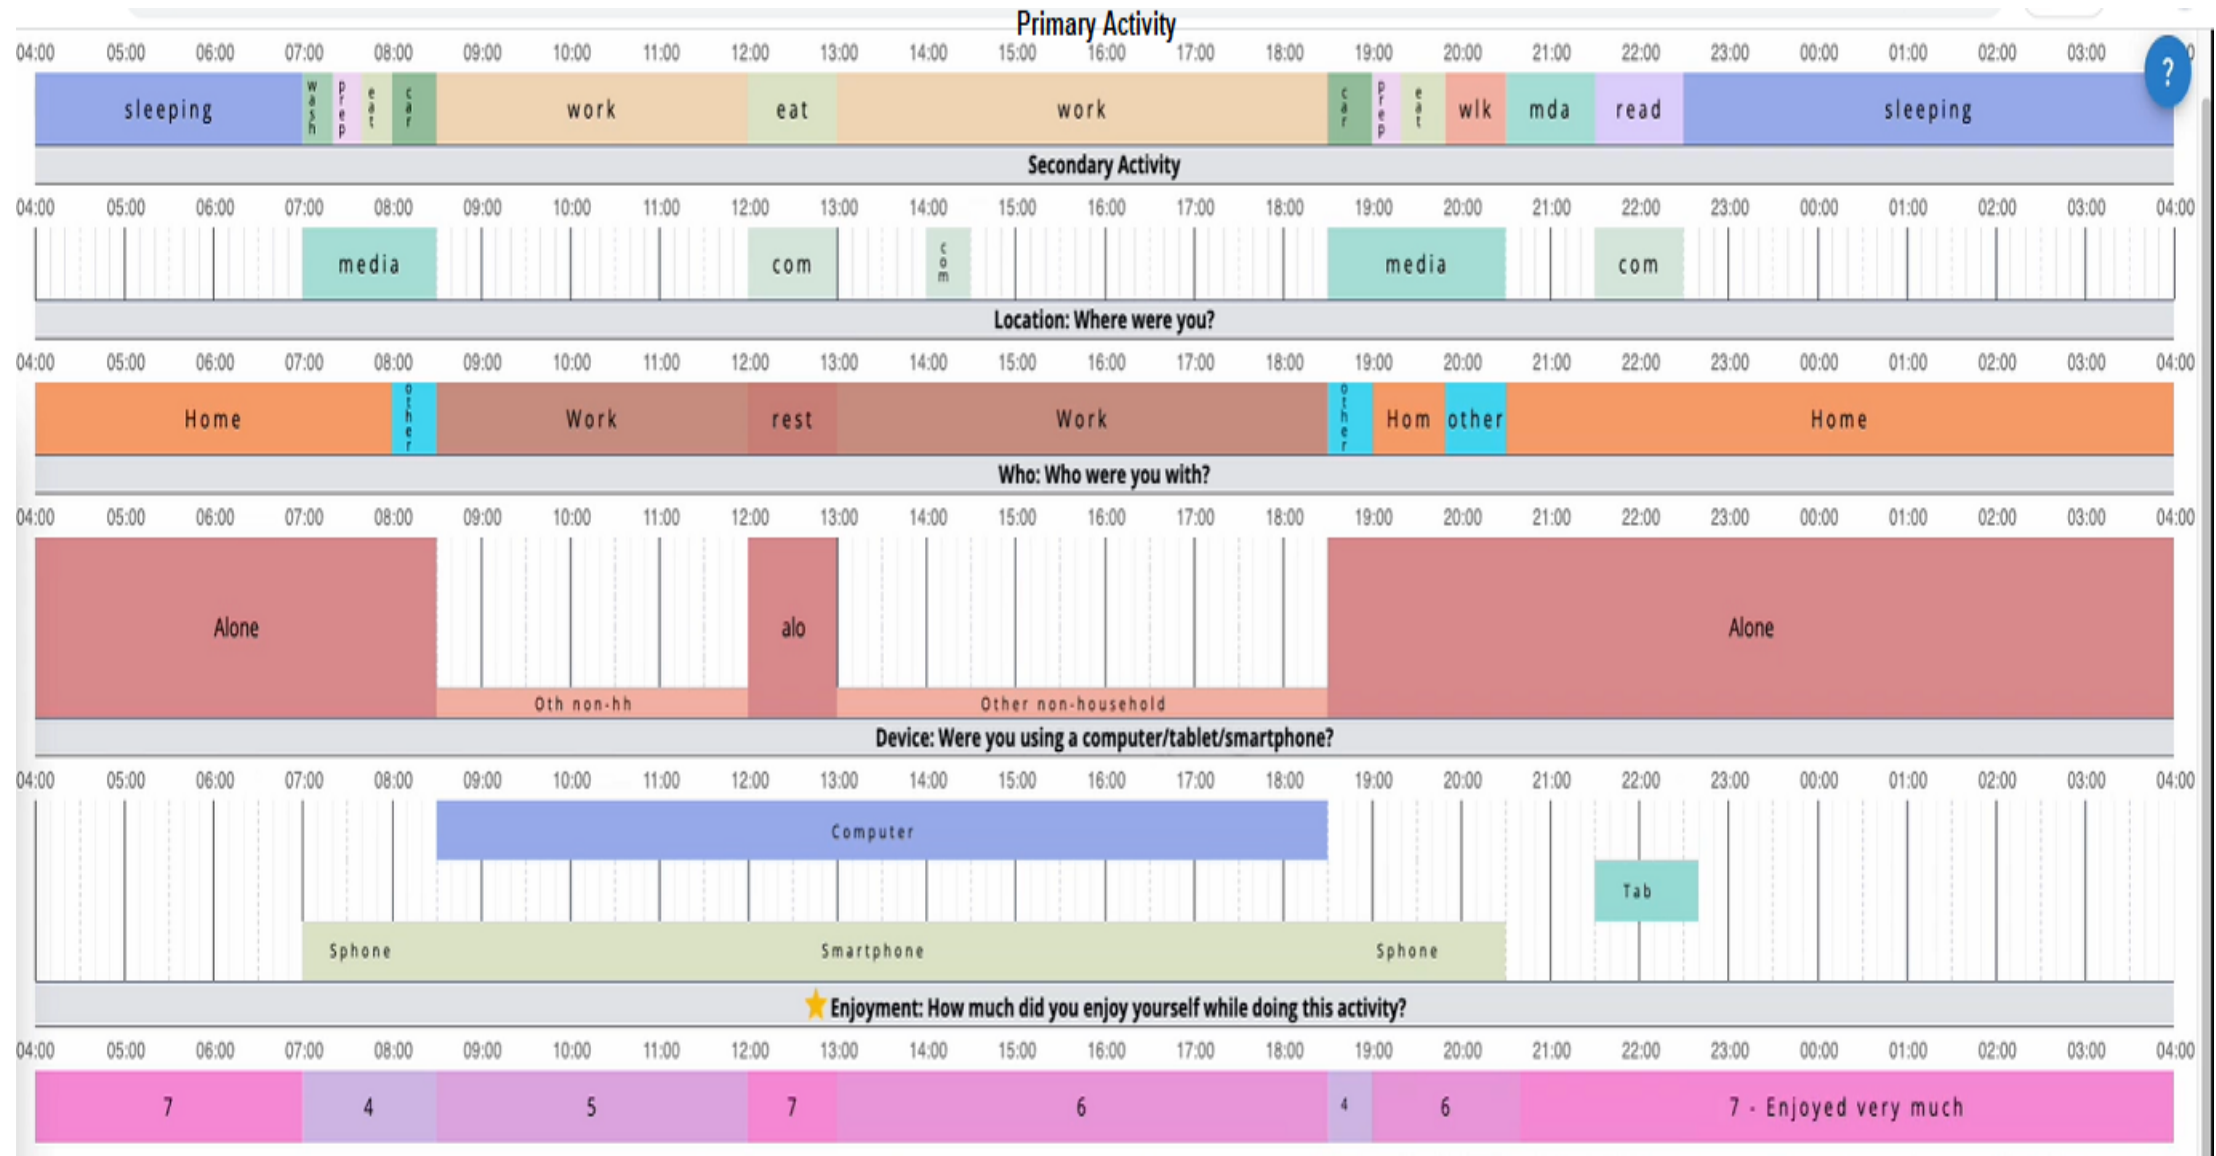 Primary Activity
04:00 05:00 06:00 07:00 08:00 09:00 10:00 11:00 12:00 13:00 14:00 15:00 16:00 17:00 18:00 19:00 20:00 21:00 22:00 23:00 00:00 01:00 02:00 03:00 0
?
sleeping wash prep eat car work eat work car prep eat wlk mda read sleeping
Secondary Activity
04:00 05:00 06:00 07:00 08:00 09:00 10:00 11:00 12:00 13:00 14:00 15:00 16:00 17:00 18:00 19:00 20:00 21:00 22:00 23:00 00:00 01:00 02:00 03:00 04:00
media com com media com
Location: Where were you?
04:00 05:00 06:00 07:00 08:00 09:00 10:00 11:00 12:00 13:00 14:00 15:00 16:00 17:00 18:00 19:00 20:00 21:00 22:00 23:00 00:00 01:00 02:00 03:00 04:00
Home other Work rest Work other Hom other Home
Who: Who were you with?
04:00 05:00 06:00 07:00 08:00 09:00 10:00 11:00 12:00 13:00 14:00 15:00 16:00 17:00 18:00 19:00 20:00 21:00 22:00 23:00 00:00 01:00 02:00 03:00 04:00
Alone alo Alone
Oth non-hh Other non-household
Device: Were you using a computer/tablet/smartphone?
04:00 05:00 06:00 07:00 08:00 09:00 10:00 11:00 12:00 13:00 14:00 15:00 16:00 17:00 18:00 19:00 20:00 21:00 22:00 23:00 00:00 01:00 02:00 03:00 04:00
Computer
Tab
Sphone Smartphone Sphone
Enjoyment: How much did you enjoy yourself while doing this activity?
04:00 05:00 06:00 07:00 08:00 09:00 10:00 11:00 12:00 13:00 14:00 15:00 16:00 17:00 18:00 19:00 20:00 21:00 22:00 23:00 00:00 01:00 02:00 03:00 04:00
7 4 5 7 6 4 6 7 - Enjoyed very much